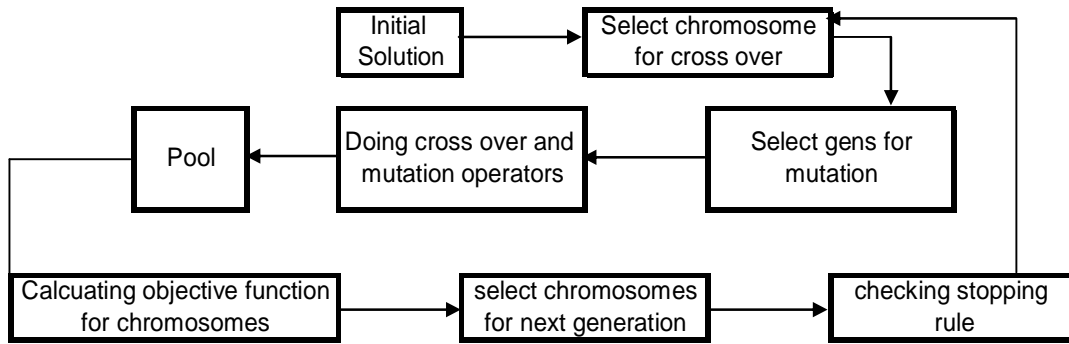 Initial
Solution
Select chromosome
for cross over
Select gens for
mutation
Doing cross over and
mutation operators
Pool
Calcuating objective function
for chromosomes
select chromosomes
for next generation
checking stopping
rule